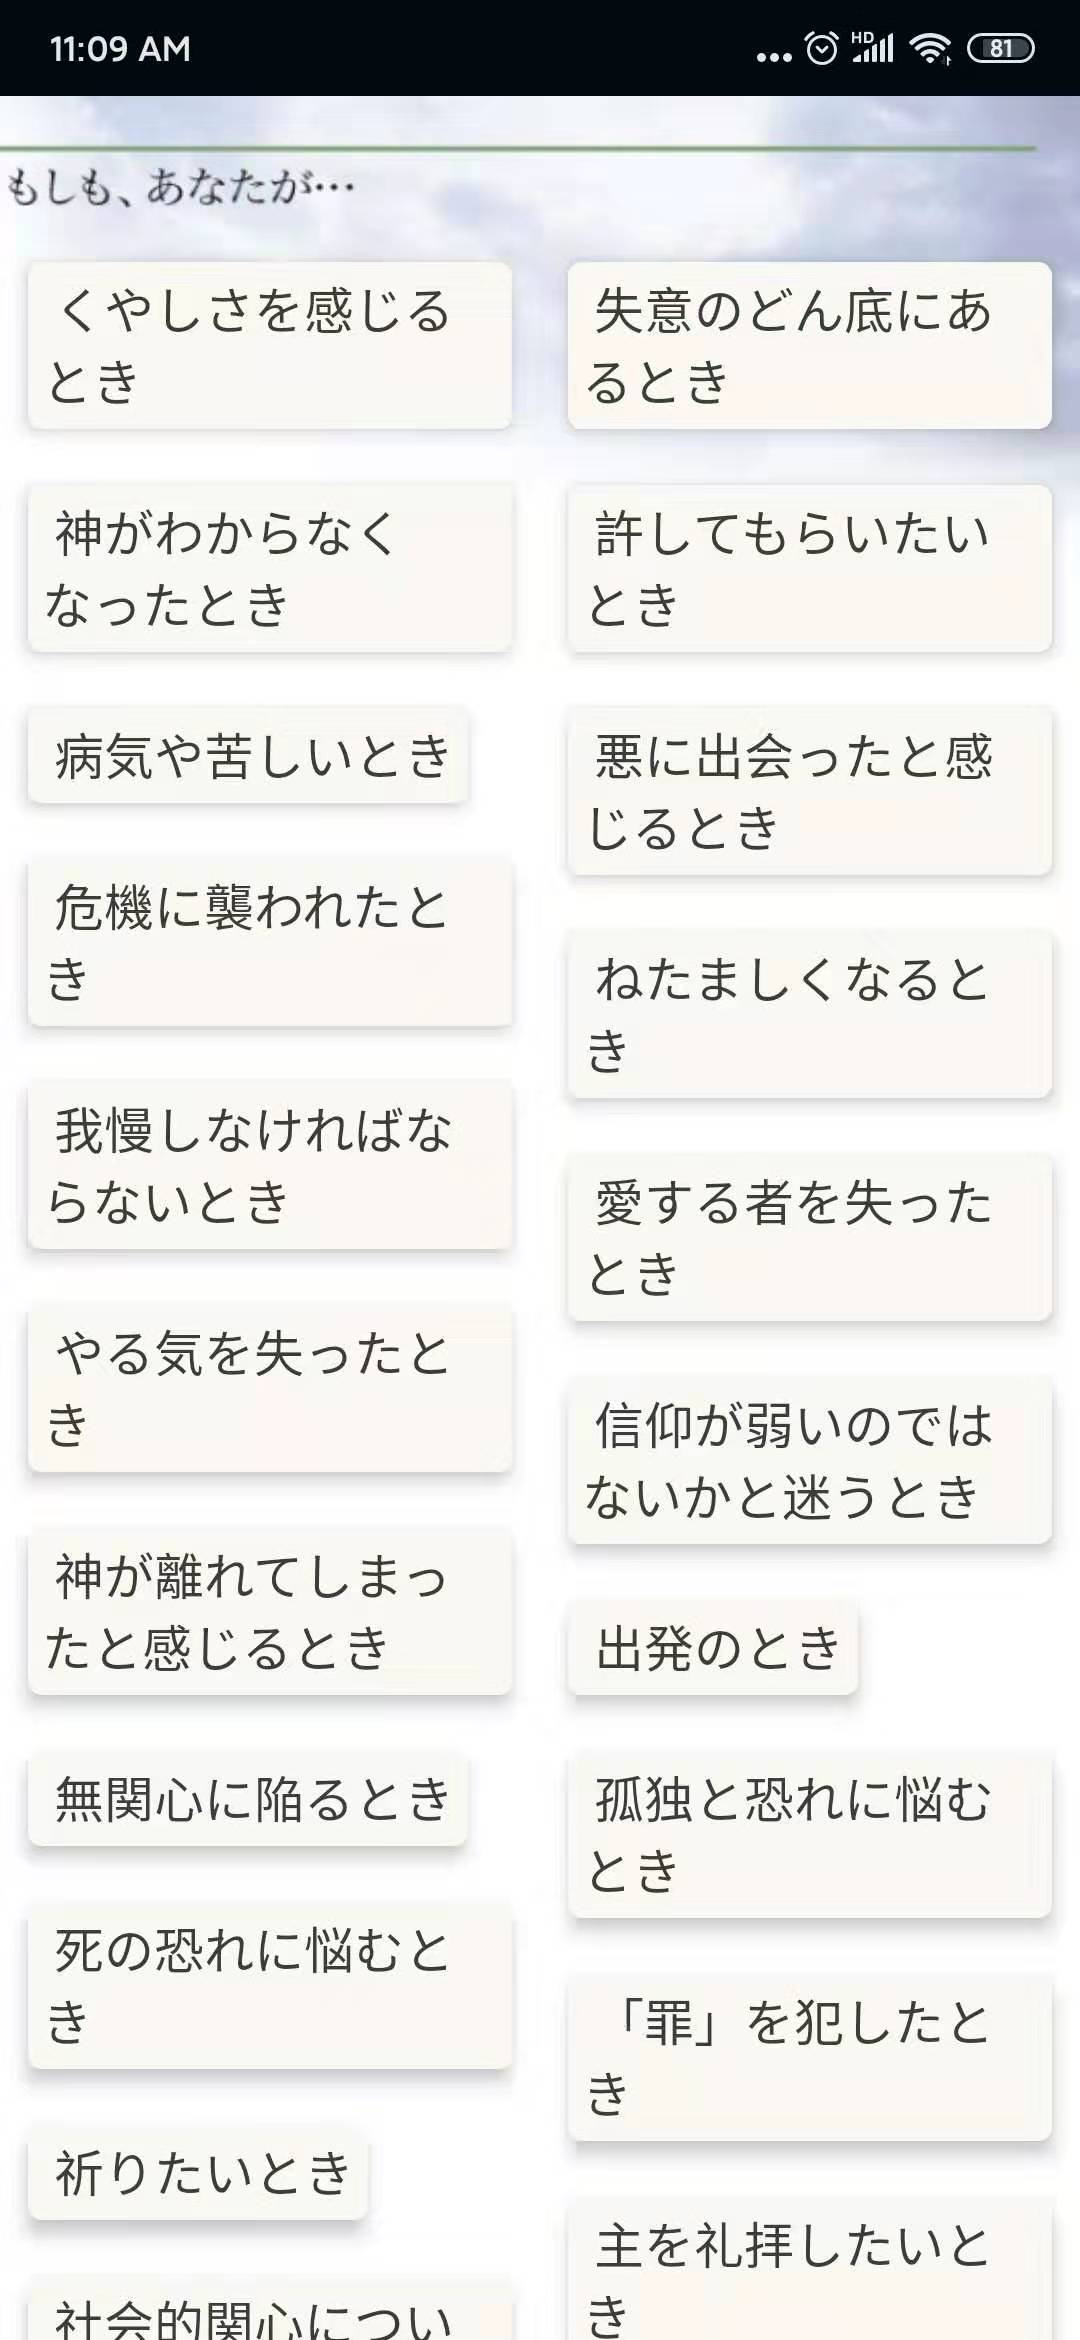 11:09 AM
HD
81
もしも、あなたが…
くやしさを感じる
とき
神がわからなく
なったとき
病気や苦しいとき
危機に襲われたと
き
我慢しなければな
らないとき
やる気を失ったと
き
神が離れてしまっ
たと感じるとき
無関心に陥るとき
死の恐れに悩むと
き
祈りたいとき
社会的関心につい
失意のどん底にあ
るとき
許してもらいたい
とき
悪に出会ったと感
じるとき
ねたましくなると
き
愛する者を失った
とき
信仰が弱いのでは
ないかと迷うとき
出発のとき
孤独と恐れに悩む
とき
「罪」を犯したと
き
主を礼拝したいと
き